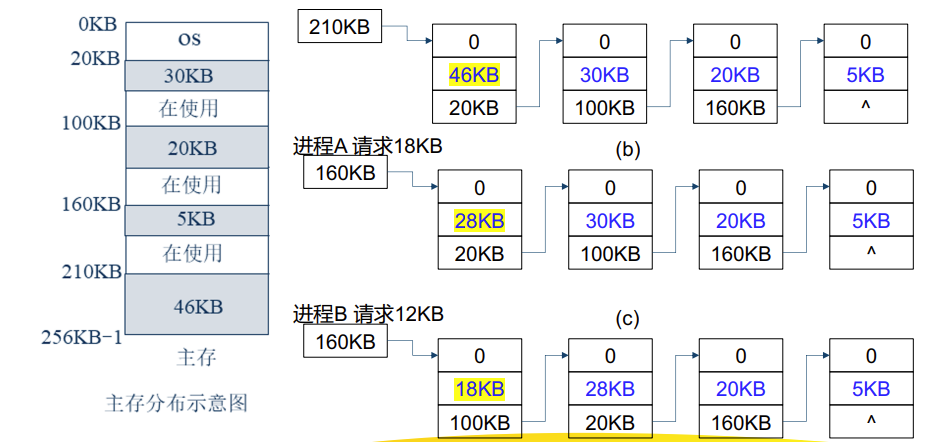 0KB
os
20KB
30KB
在使用
100KB
20KB
在使用
160KB
5KB
在使用
210KB
46KB
256KB-1
主存
主存分布示意图
210KB
0 0 0 0
46KB 30KB 20KB 5KB
20KB 100KB 160KB ^
进程A 请求18KB
(b)
160KB
0 0 0 0
28KB 30KB 20KB 5KB
20KB 100KB 160KB ^
进程B 请求12KB
(c)
160KB
0 0 0 0
18KB 28KB 20KB 5KB
100KB 20KB 160KB ^